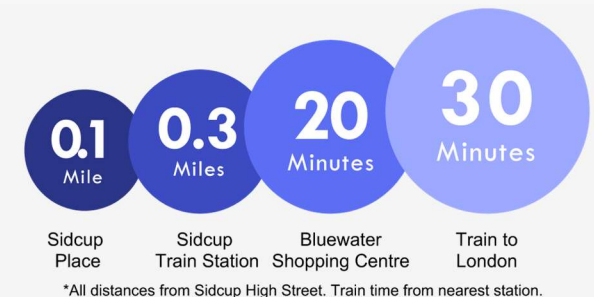 0.1
Mile
0.3
Miles
20
Minutes
30
Minutes
Sidcup
Place
Sidcup
Train Station
Bluewater
Shopping Centre
Train to
London
*All distances from Sidcup High Street. Train time from nearest station.